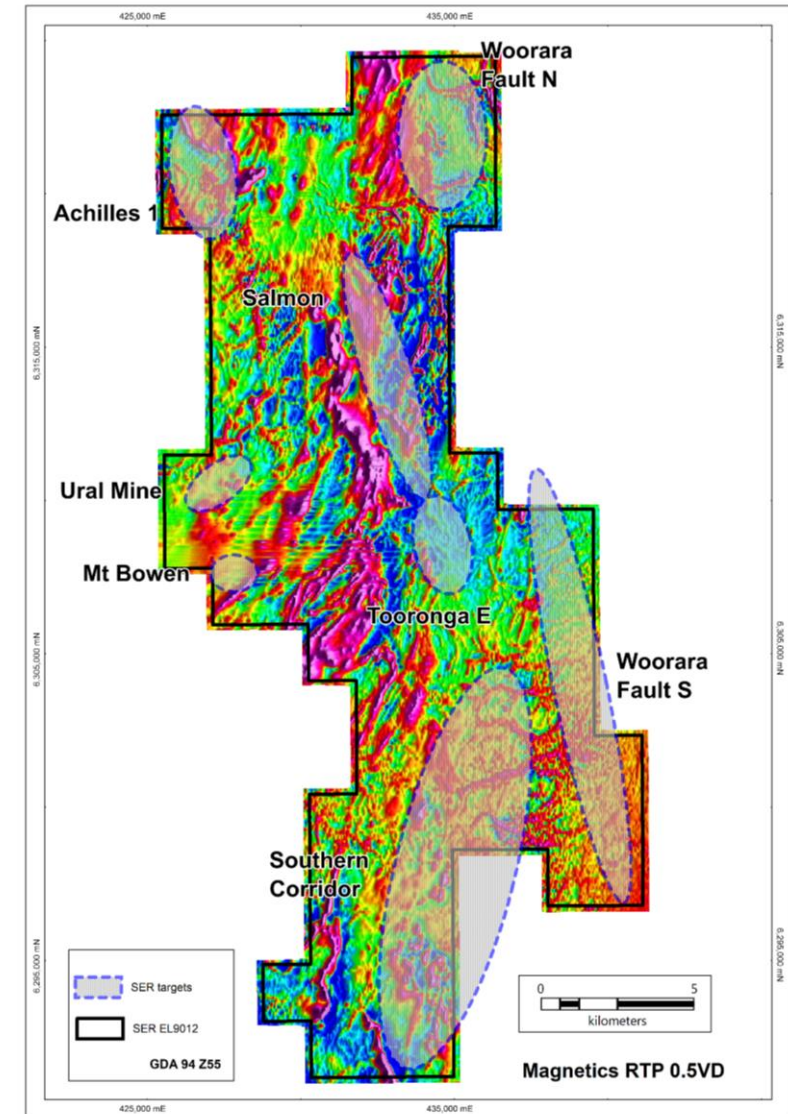 425,000 mE
435,000 mE
Woorara
Fault N
Achilles 1
Salmon
6,315,000 mN
6,315,000 mN
Ural Mine
Mt Bowen
Tooronga E
6,305,000 mN
6,305,000 mN
Woorara
Fault S
Southern
Corridor
6,295,000 mN
6,295,000 mN
SER targets
SER EL9012
GDA 94 Z55
0 5
kilometers
Magnetics RTP 0.5VD
425,000 mE
435,000 mE